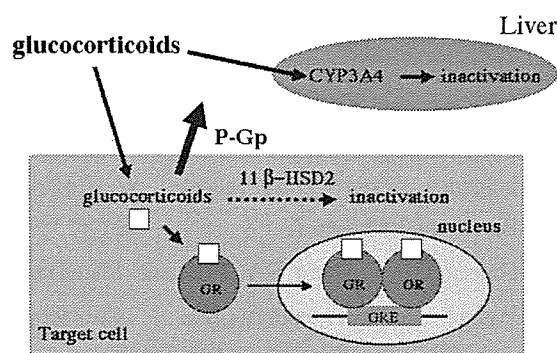 Liver
glucocorticoids
CYP3A4 inactivation
P-Gp
11 β-HSD2
glucocorticoids inactivation
nucleus
GR
GR GR
GRE
Target cell